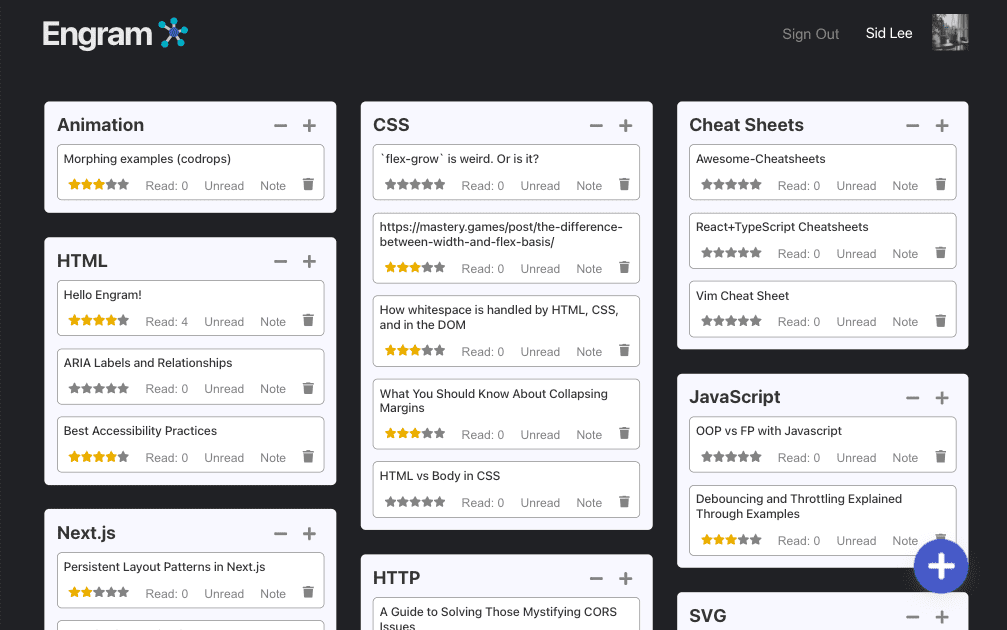 Engram
Sign Out
Sid Lee
Animation
Morphing examples (codrops)
Read: 0 Unread Note
HTML
Hello Engram!
Read: 4 Unread Note
ARIA Labels and Relationships
Read: 0 Unread Note
Best Accessibility Practices
Read: 0 Unread Note
Next.js
Persistent Layout Patterns in Next.js
Read: 0 Unread Note
CSS
`flex-grow` is weird. Or is it?
Read: 0 Unread Note
https://mastery.games/post/the-difference-
between-width-and-flex-basis/
Read: 0 Unread Note
How whitespace is handled by HTML, CSS,
and in the DOM
Read: 0 Unread Note
What You Should Know About Collapsing
Margins
Read: 0 Unread Note
HTML vs Body in CSS
Read: 0 Unread Note
HTTP
A Guide to Solving Those Mystifying CORS
Issues
Cheat Sheets
Awesome-Cheatsheets
Read: 0 Unread Note
React+TypeScript Cheatsheets
Read: 0 Unread Note
Vim Cheat Sheet
Read: 0 Unread Note
JavaScript
OOP vs FP with Javascript
Read: 0 Unread Note
Debouncing and Throttling Explained
Through Examples
Read: 0 Unread Note
SVG